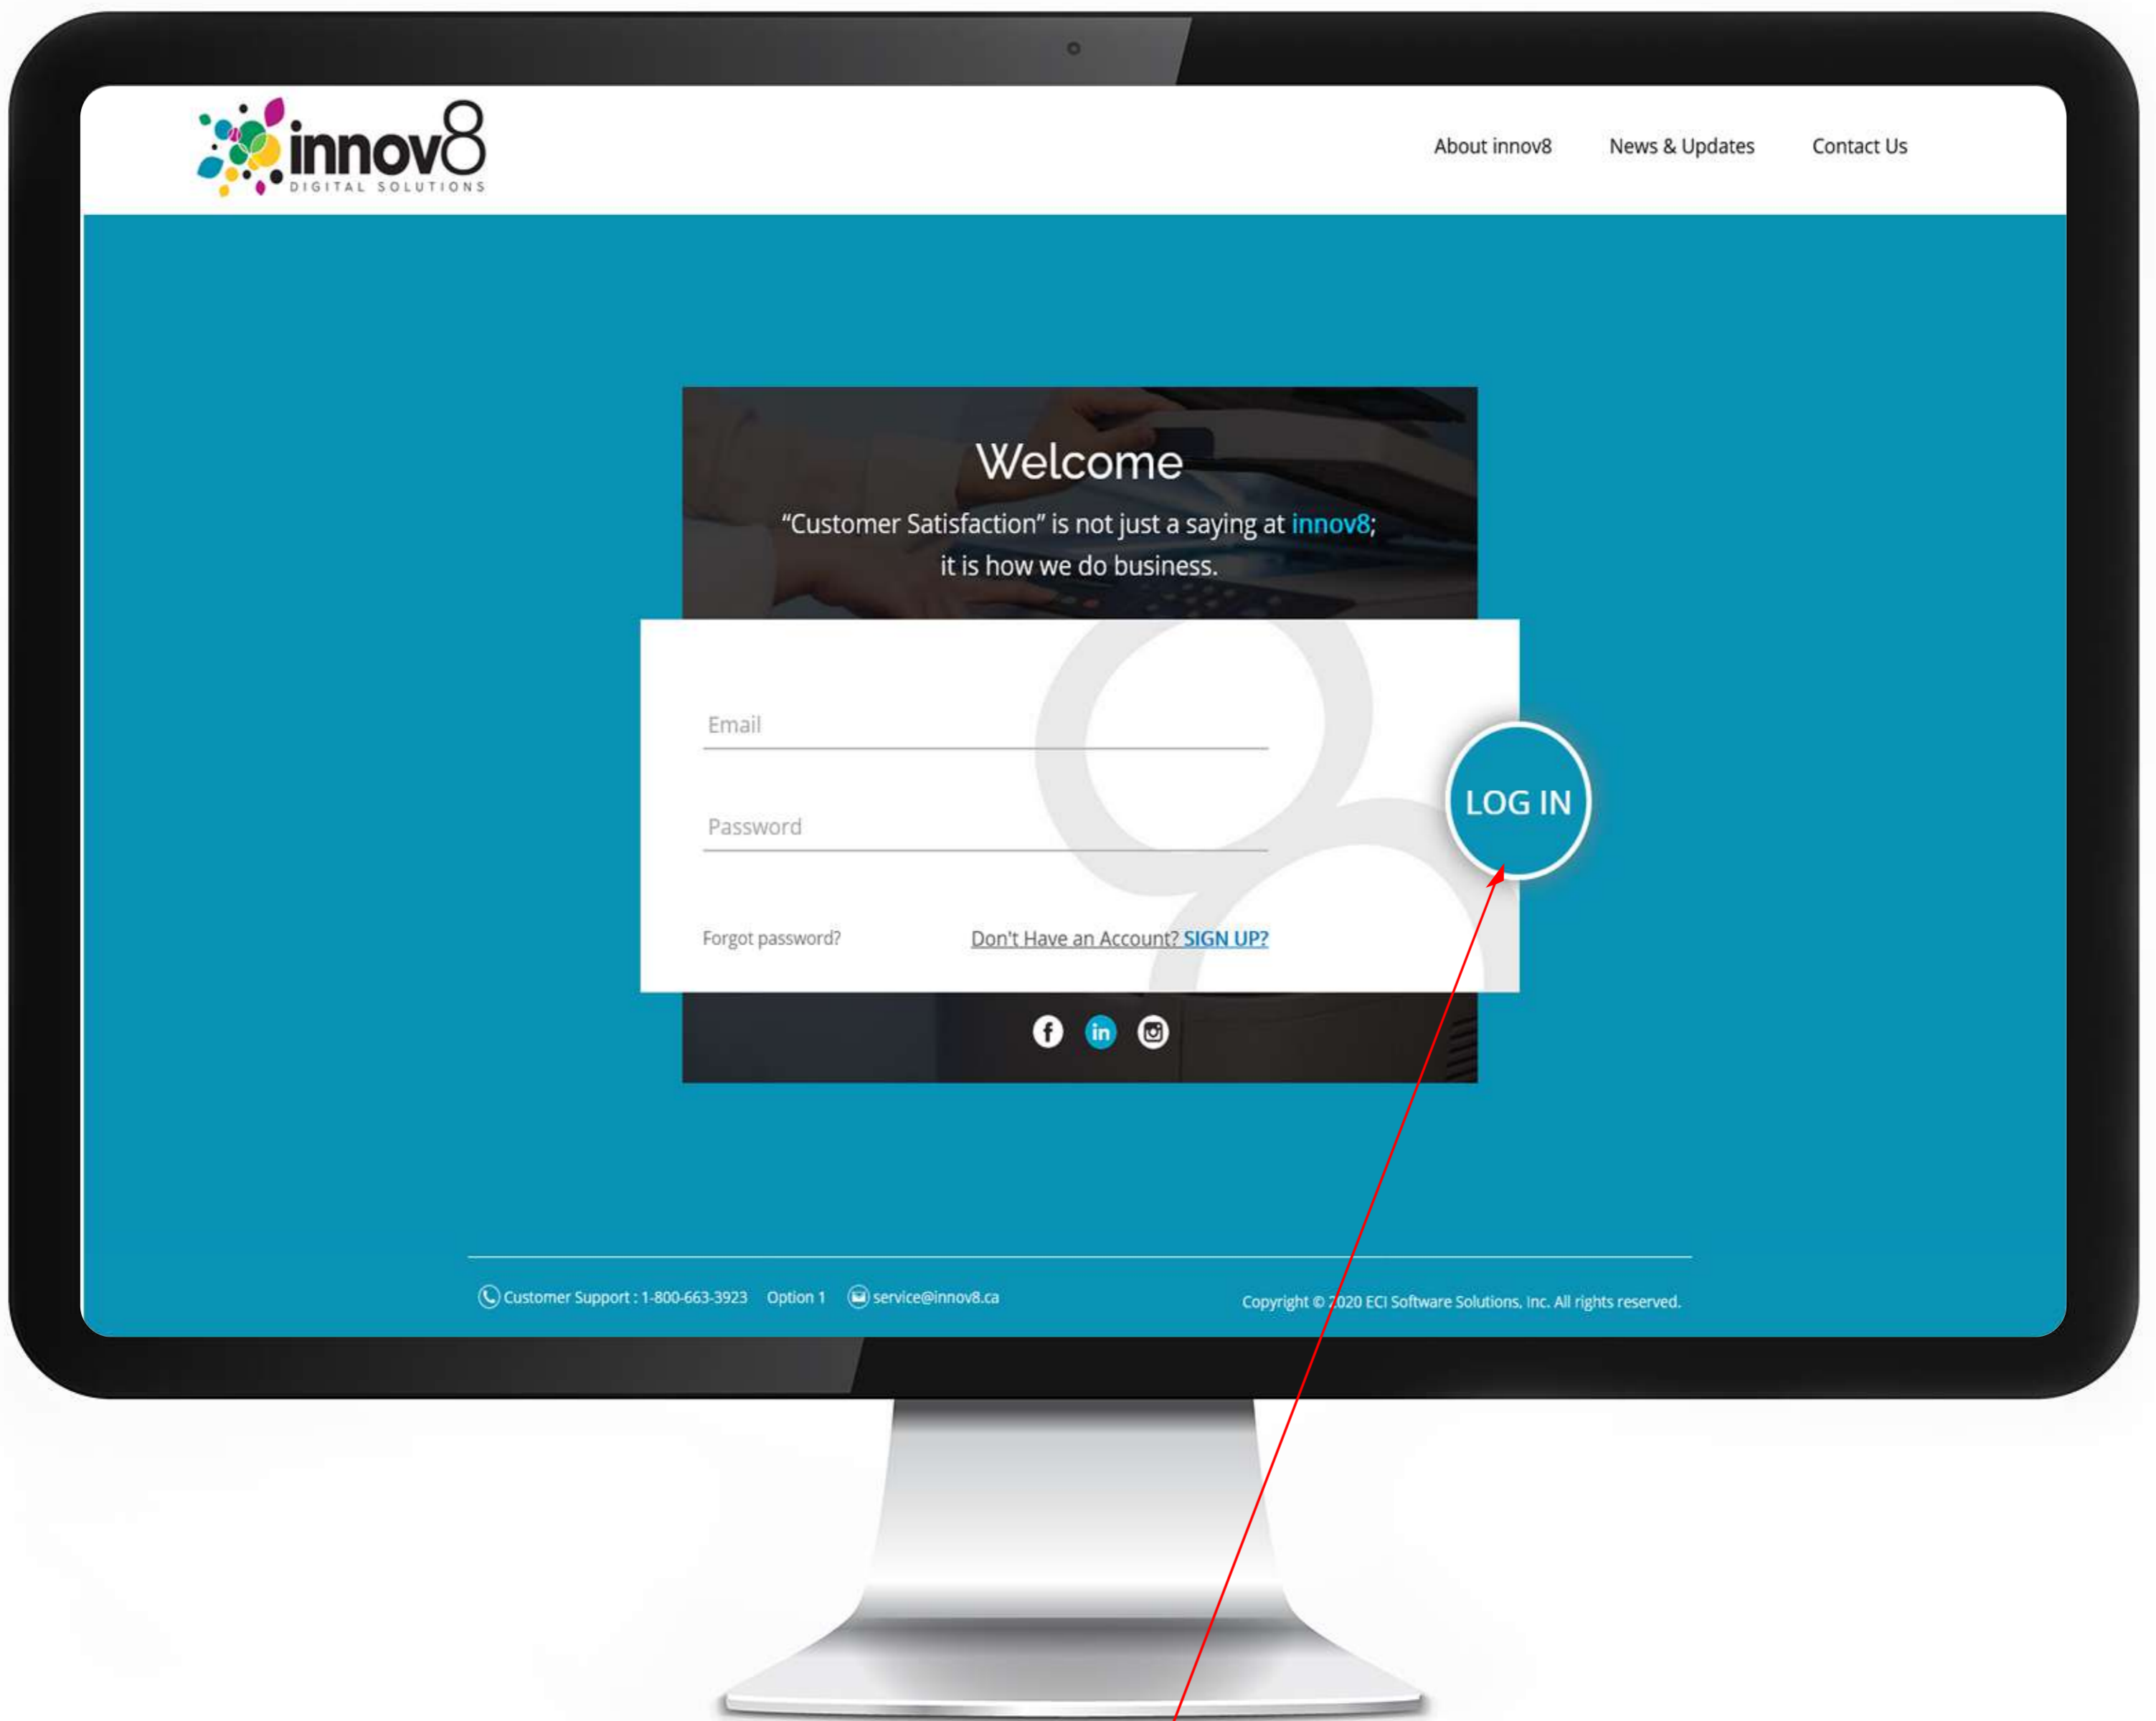 innov8
DIGITAL SOLUTIONS
About innov8 News & Updates Contact Us
Welcome
“Customer Satisfaction” is not just a saying at innov8;
it is how we do business.
Email
LOG IN
Password
Forgot password? Don't Have an Account? SIGN UP?
f in
Customer Support : 1-800-663-3923 Option 1 service@innov8.ca Copyright © 2020 ECI Software Solutions, Inc. All rights reserved.